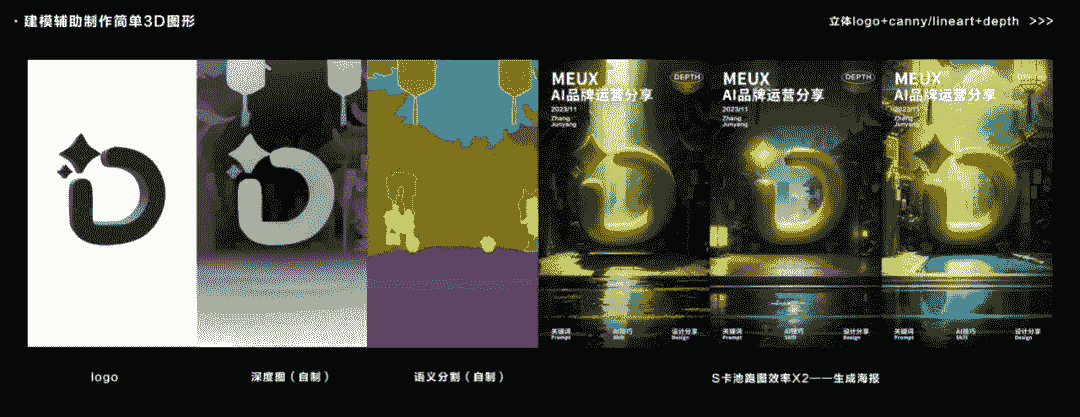 · 建模辅助制作简单3D图形
立体logo+canny/lineart+depth >>>
MEUX
AI品牌运营分享
2023/11
Zhang
Junyang
DEPTH
关键词
Prompt
AI技巧
Skill
设计分享
Design
MEUX
AI品牌运营分享
2023/11
Zhang
Junyang
DEPTH
关键词
Prompt
AI技巧
Skill
设计分享
Design
MEUX
AI品牌运营分享
2023/11
Zhang
Junyang
关键词
Prompt
AI技巧
Skill
设计分享
Design
logo
深度图（自制）
语义分割（自制）
S卡池跑图效率X2——生成海报